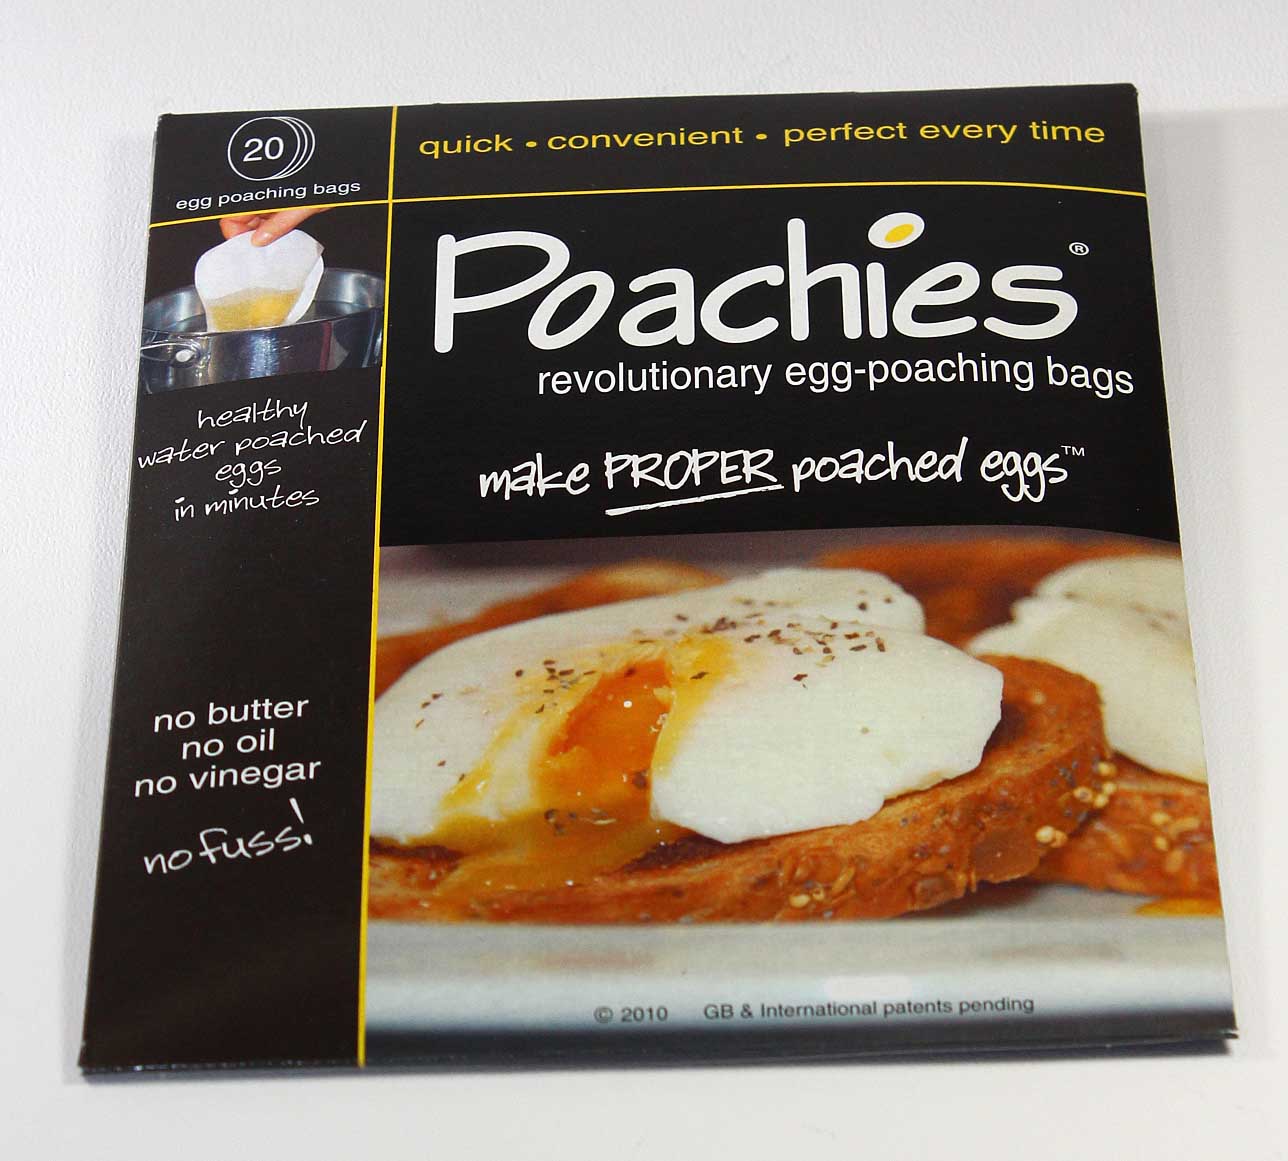 20
egg poaching bags
quick • convenient • perfect every time
Poachies®
revolutionary egg-poaching bags
make PROPER poached eggs™
healthy
water poached
eggs
in minutes
no butter
no oil
no vinegar
no fuss!
© 2010 GB & International patents pending